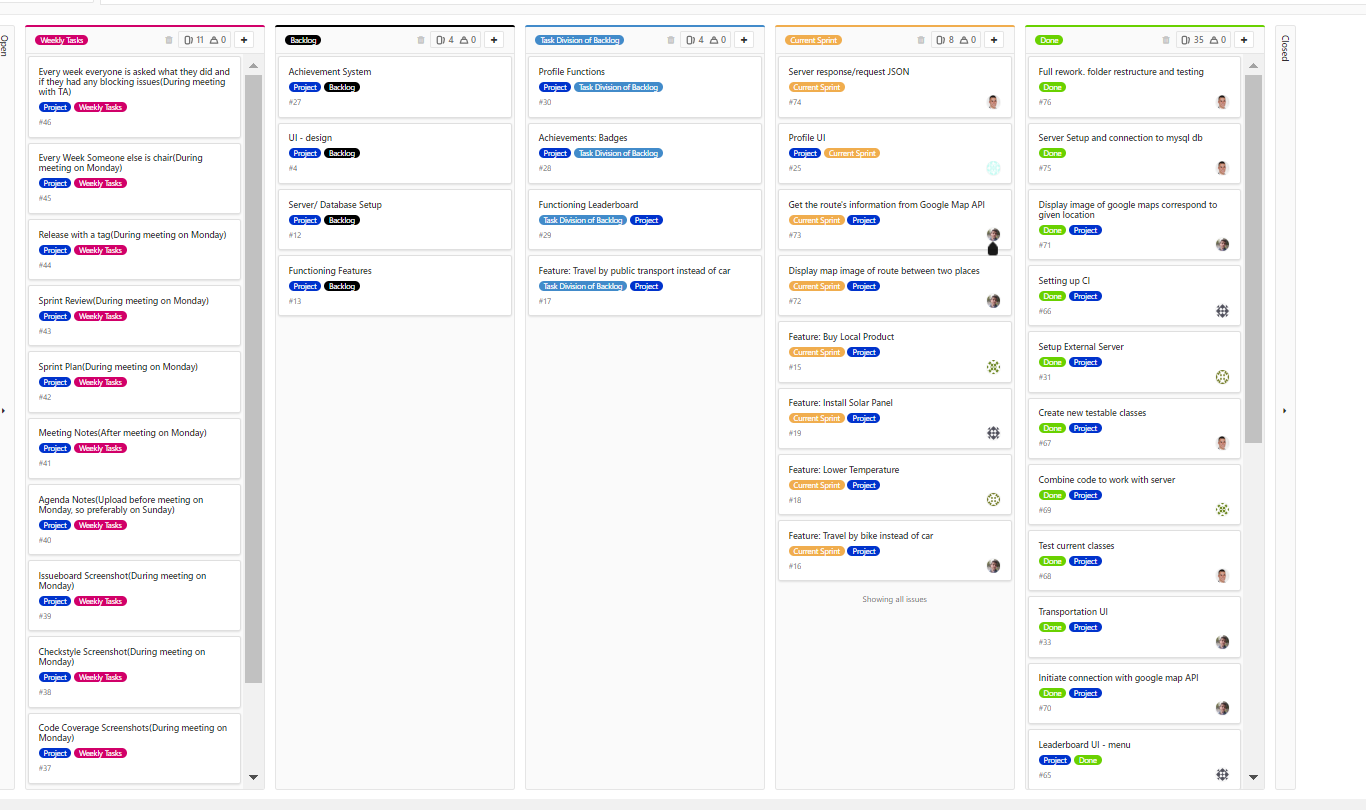 Open
Weekly Tasks
11 0 +
Every week everyone is asked what they did and
if they had any blocking issues(During meeting
with TA)
Project Weekly Tasks
#46
Every Week Someone else is chair(During
meeting on Monday)
Project Weekly Tasks
#45
Release with a tag(During meeting on Monday)
Project Weekly Tasks
#44
Sprint Review(During meeting on Monday)
Project Weekly Tasks
#43
Sprint Plan(During meeting on Monday)
Project Weekly Tasks
#42
Meeting Notes(After meeting on Monday)
Project Weekly Tasks
#41
Agenda Notes(Upload before meeting on
Monday, so preferably on Sunday)
Project Weekly Tasks
#40
Issueboard Screenshot(During meeting on
Monday)
Project Weekly Tasks
#39
Checkstyle Screenshot(During meeting on
Monday)
Project Weekly Tasks
#38
Code Coverage Screenshots(During meeting on
Monday)
Project Weekly Tasks
#37
Backlog
4 0 +
Achievement System
Project Backlog
#27
UI - design
Project Backlog
#4
Server/ Database Setup
Project Backlog
#12
Functioning Features
Project Backlog
#13
Task Division of Backlog
4 0 +
Profile Functions
Project Task Division of Backlog
#30
Achievements: Badges
Project Task Division of Backlog
#28
Functioning Leaderboard
Task Division of Backlog Project
#29
Feature: Travel by public transport instead of car
Task Division of Backlog Project
#17
Current Sprint
8 0 +
Server response/request JSON
Current Sprint
#74
Profile UI
Project Current Sprint
#25
Get the route's information from Google Map API
Current Sprint Project
#73
Display map image of route between two places
Current Sprint Project
#72
Feature: Buy Local Product
Current Sprint Project
#15
Feature: Install Solar Panel
Current Sprint Project
#19
Feature: Lower Temperature
Current Sprint Project
#18
Feature: Travel by bike instead of car
Current Sprint Project
#16
Showing all issues
Done
35 0 +
Full rework. folder restructure and testing
Done
#76
Server Setup and connection to mysql db
Done
#75
Display image of google maps correspond to
given location
Done Project
#71
Setting up CI
Done Project
#66
Setup External Server
Done Project
#31
Create new testable classes
Done Project
#67
Combine code to work with server
Done Project
#69
Test current classes
Done Project
#68
Transportation UI
Done Project
#33
Initiate connection with google map API
Done Project
#70
Leaderboard UI - menu
Project Done
#65
Closed